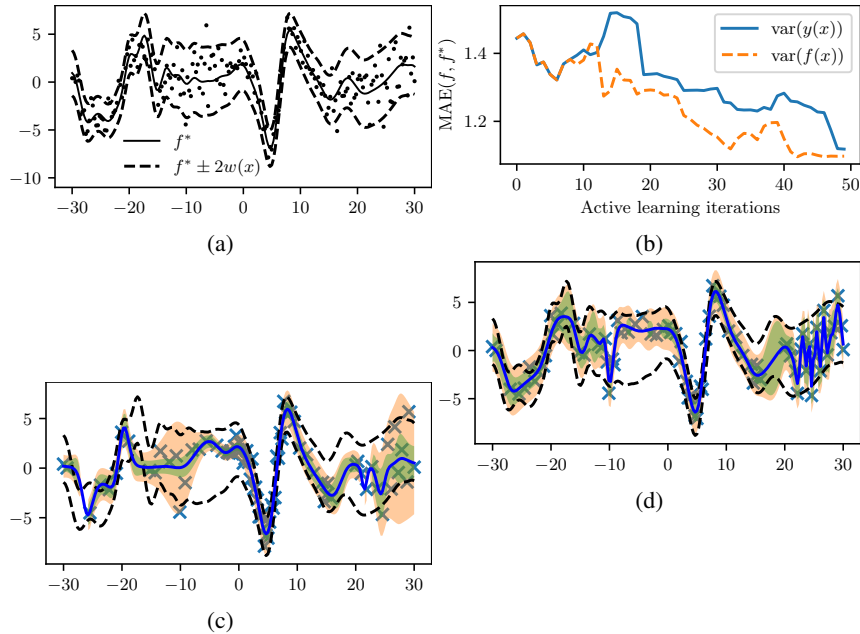 5
0
−5
−10
f*
f* ± 2w(x)
−30 −20 −10 0 10 20 30
(a)
MAE(f, f*)
1.4
1.2
var(y(x))
var(f(x))
0 10 20 30 40 50
Active learning iterations
(b)
5
0
−5
−30 −20 −10 0 10 20 30
(c)
5
0
−5
−30 −20 −10 0 10 20 30
(d)